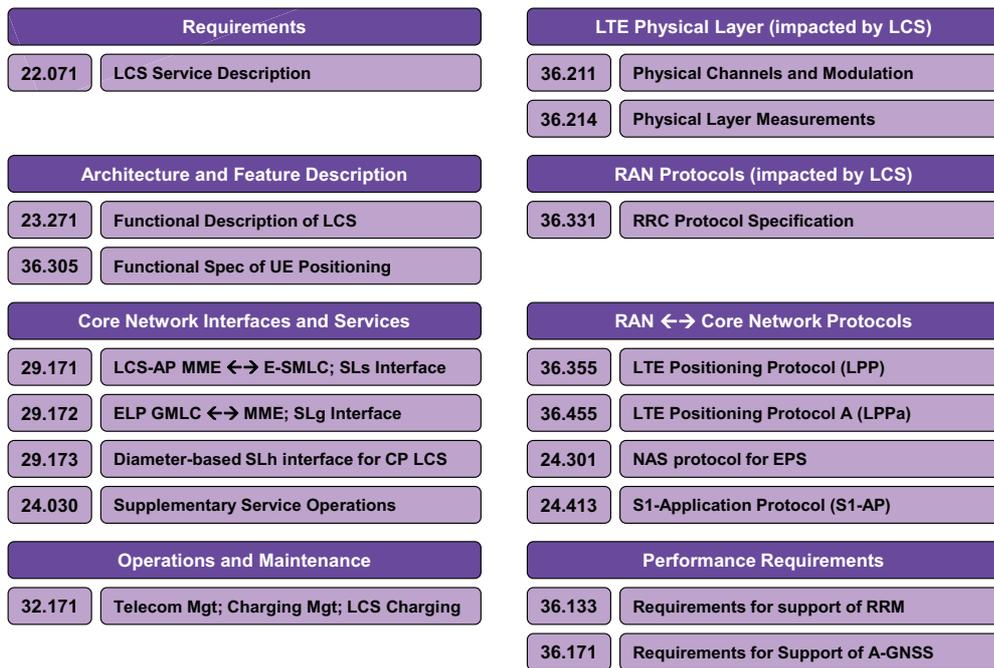 Requirements
22.071 LCS Service Description
Architecture and Feature Description
23.271 Functional Description of LCS
36.305 Functional Spec of UE Positioning
Core Network Interfaces and Services
29.171 LCS-AP MME ←→ E-SMLC; SLs Interface
29.172 ELP GMLC ←→ MME; SLg Interface
29.173 Diameter-based SLh interface for CP LCS
24.030 Supplementary Service Operations
Operations and Maintenance
32.171 Telecom Mgt; Charging Mgt; LCS Charging
LTE Physical Layer (impacted by LCS)
36.211 Physical Channels and Modulation
36.214 Physical Layer Measurements
RAN Protocols (impacted by LCS)
36.331 RRC Protocol Specification
RAN ←→ Core Network Protocols
36.355 LTE Positioning Protocol (LPP)
36.455 LTE Positioning Protocol A (LPPa)
24.301 NAS protocol for EPS
24.413 S1-Application Protocol (S1-AP)
Performance Requirements
36.133 Requirements for support of RRM
36.171 Requirements for Support of A-GNSS